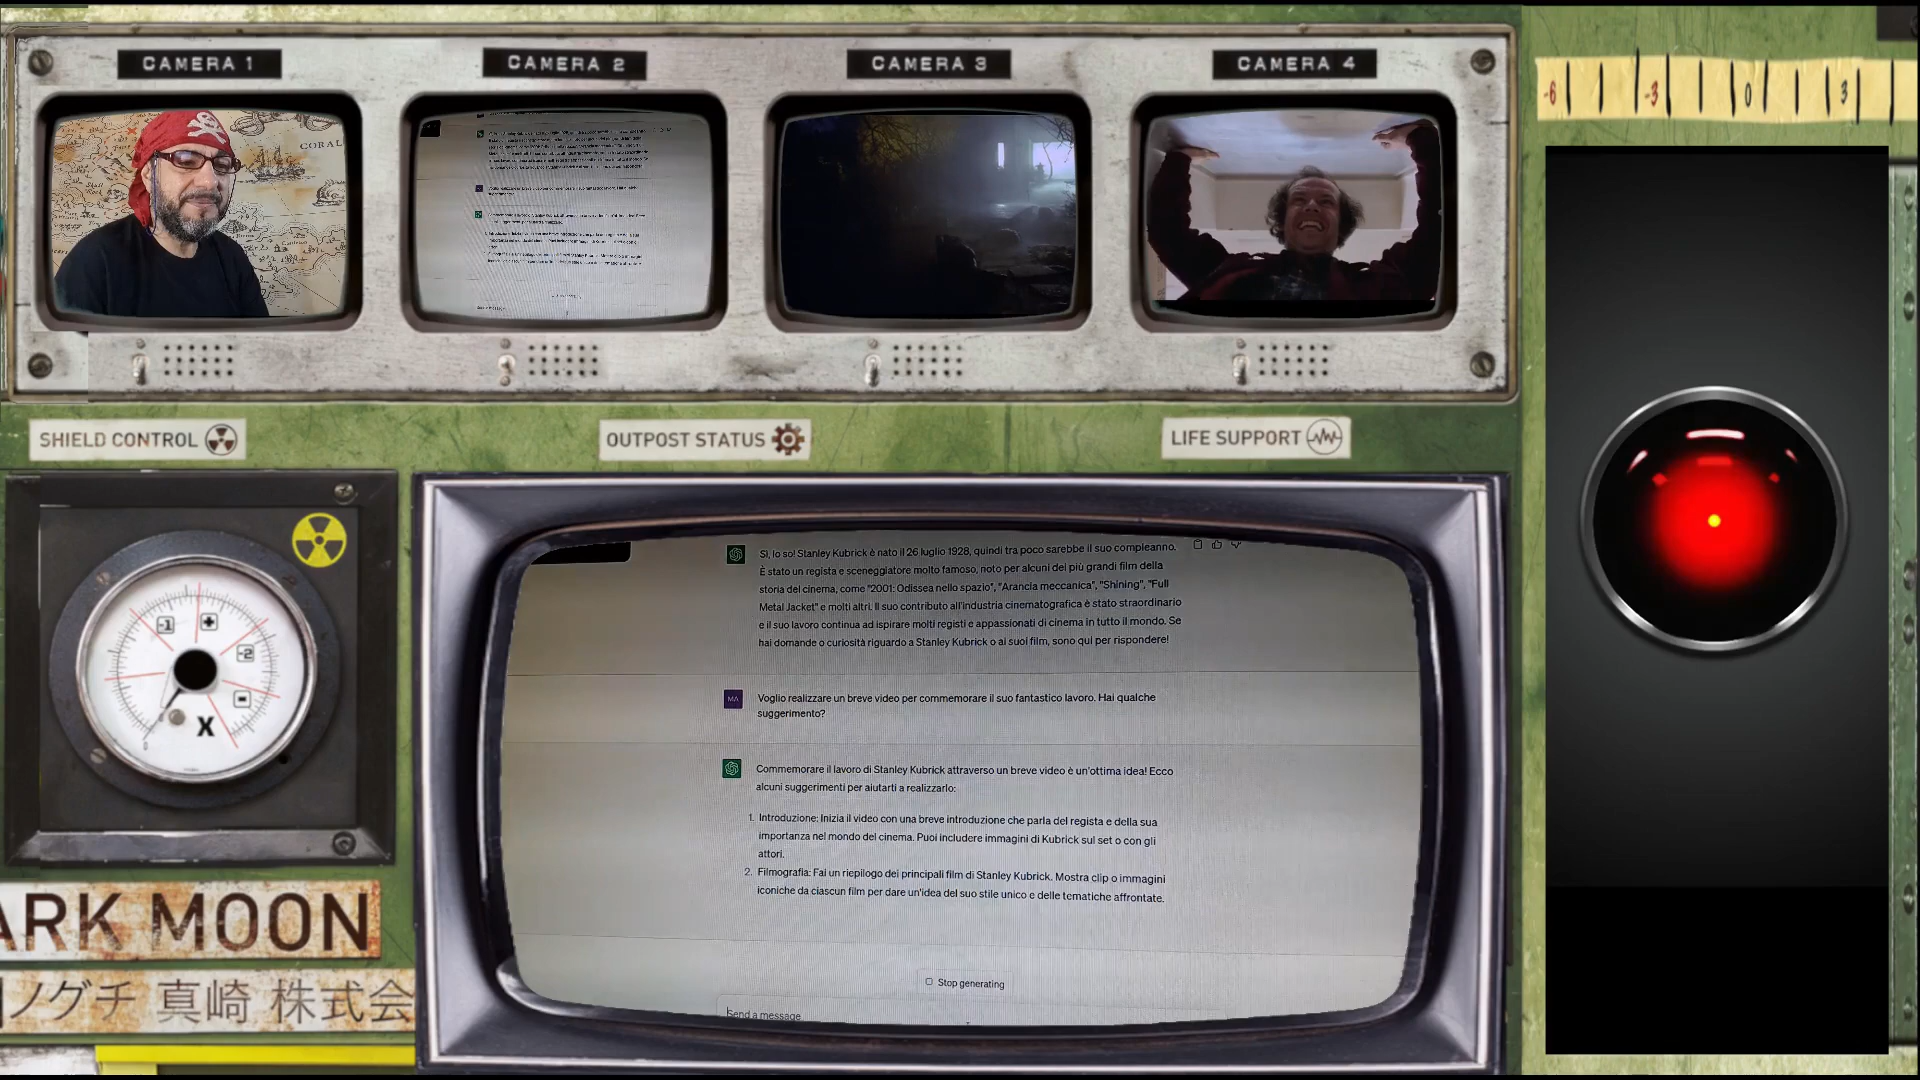 CAMERA 1
CAMERA 2
CAMERA 3
CAMERA 4
-6
-3
0
3
CORAL
SHIELD CONTROL
OUTPOST STATUS
LIFE SUPPORT
-1
+
-2
-
X
0
ARK MOON
ノグチ 真崎 株式会
Sì, lo so! Stanley Kubrick è nato il 26 luglio 1928, quindi tra poco sarebbe il suo compleanno.
È stato un regista e sceneggiatore molto famoso, noto per alcuni dei più grandi film della
storia del cinema, come "2001: Odissea nello spazio", "Arancia meccanica", "Shining", "Full
Metal Jacket" e molti altri. Il suo contributo all'industria cinematografica è stato straordinario
e il suo lavoro continua ad ispirare molti registi e appassionati di cinema in tutto il mondo. Se
hai domande o curiosità riguardo a Stanley Kubrick o ai suoi film, sono qui per rispondere!
MA
Voglio realizzare un breve video per commemorare il suo fantastico lavoro. Hai qualche
suggerimento?
Commemorare il lavoro di Stanley Kubrick attraverso un breve video è un'ottima idea! Ecco
alcuni suggerimenti per aiutarti a realizzarlo:
1. Introduzione: Inizia il video con una breve introduzione che parla del regista e della sua
importanza nel mondo del cinema. Puoi includere immagini di Kubrick sul set o con gli
attori.
2. Filmografia: Fai un riepilogo dei principali film di Stanley Kubrick. Mostra clip o immagini
iconiche da ciascun film per dare un'idea del suo stile unico e delle tematiche affrontate.
Stop generating
Send a message